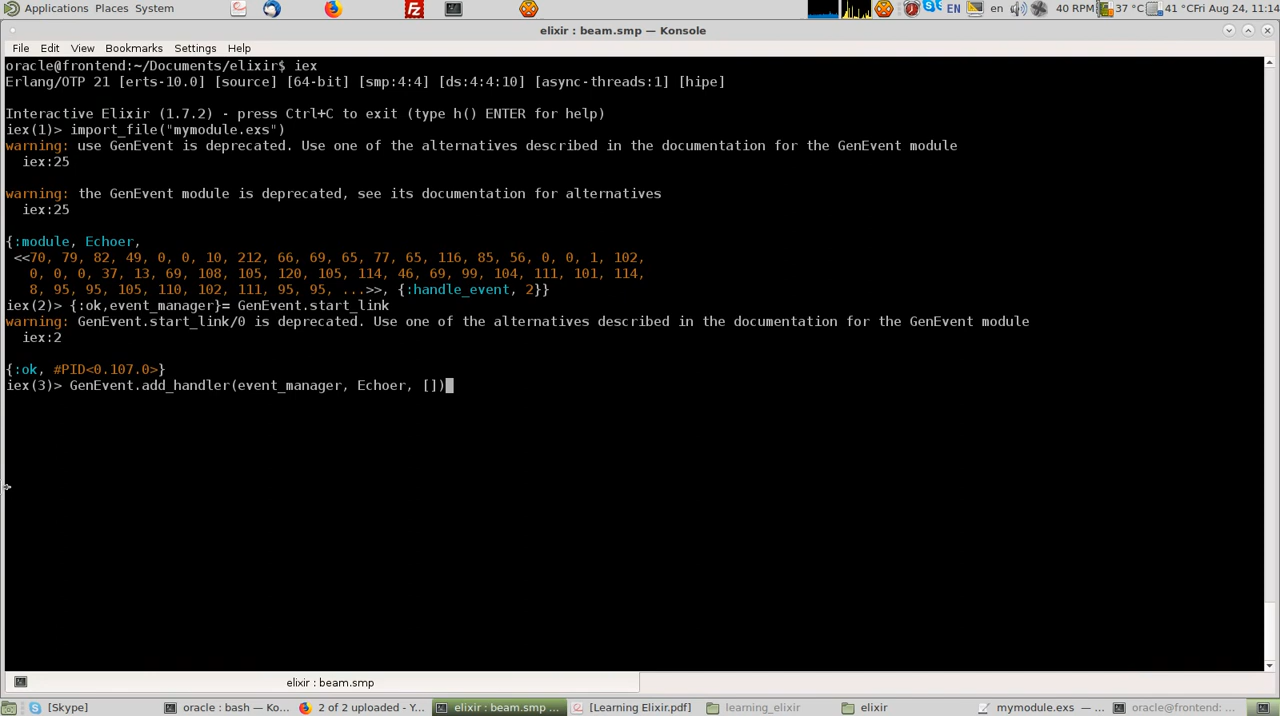 Applications Places System EN en 40 RPM 37 °C 41 °C Fri Aug 24, 11:14
elixir : beam.smp — Konsole
File Edit View Bookmarks Settings Help
oracle@frontend:~/Documents/elixir$ iex
Erlang/OTP 21 [erts-10.0] [source] [64-bit] [smp:4:4] [ds:4:4:10] [async-threads:1] [hipe]
Interactive Elixir (1.7.2) - press Ctrl+C to exit (type h() ENTER for help)
iex(1)> import_file("mymodule.exs")
warning: use GenEvent is deprecated. Use one of the alternatives described in the documentation for the GenEvent module
iex:25
warning: the GenEvent module is deprecated, see its documentation for alternatives
iex:25
{:module, Echoer,
<<70, 79, 82, 49, 0, 0, 10, 212, 66, 69, 65, 77, 65, 116, 85, 56, 0, 0, 1, 102,
0, 0, 0, 37, 13, 69, 108, 105, 120, 105, 114, 46, 69, 99, 104, 111, 101, 114,
8, 95, 95, 105, 110, 102, 111, 95, 95, ...>>, {:handle_event, 2}}
iex(2)> {:ok,event_manager}= GenEvent.start_link
warning: GenEvent.start_link/0 is deprecated. Use one of the alternatives described in the documentation for the GenEvent module
iex:2
{:ok, #PID<0.107.0>}
iex(3)> GenEvent.add_handler(event_manager, Echoer, [])
elixir : beam.smp
[Skype] oracle : bash — Ko... 2 of 2 uploaded - Y... elixir : beam.smp ... [Learning Elixir.pdf] learning_elixir elixir mymodule.exs — ... oracle@frontend: ~/...